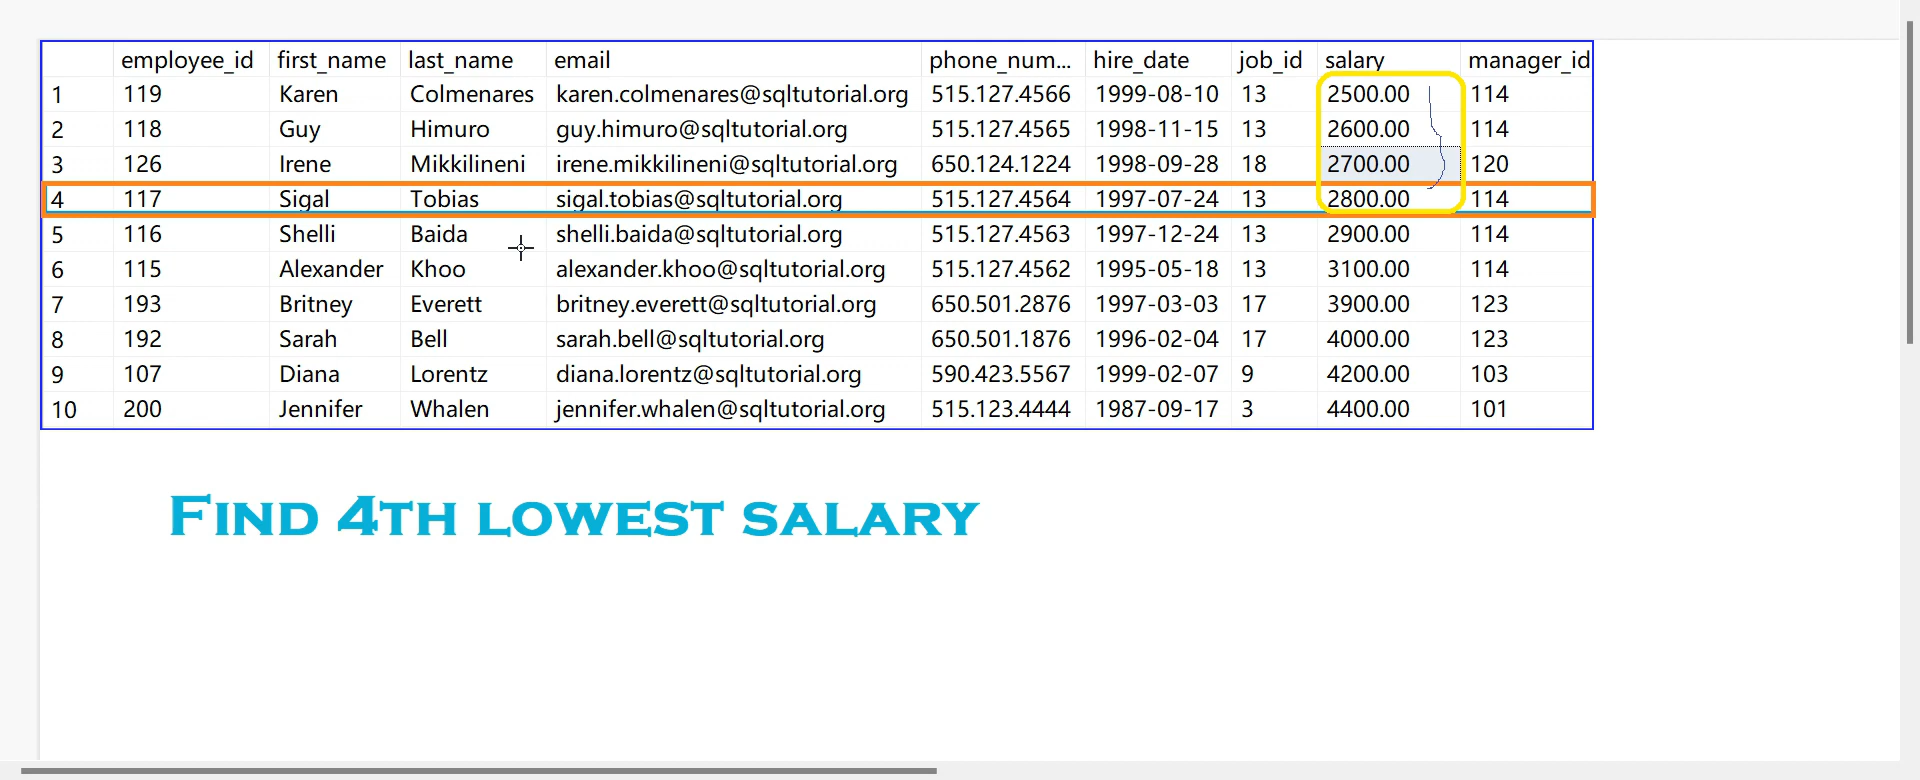 employee_id first_name last_name email phone_num... hire_date job_id salary manager_id
1 119 Karen Colmenares karen.colmenares@sqltutorial.org 515.127.4566 1999-08-10 13 2500.00 114
2 118 Guy Himuro guy.himuro@sqltutorial.org 515.127.4565 1998-11-15 13 2600.00 114
3 126 Irene Mikkilineni irene.mikkilineni@sqltutorial.org 650.124.1224 1998-09-28 18 2700.00 120
4 117 Sigal Tobias sigal.tobias@sqltutorial.org 515.127.4564 1997-07-24 13 2800.00 114
5 116 Shelli Baida shelli.baida@sqltutorial.org 515.127.4563 1997-12-24 13 2900.00 114
6 115 Alexander Khoo alexander.khoo@sqltutorial.org 515.127.4562 1995-05-18 13 3100.00 114
7 193 Britney Everett britney.everett@sqltutorial.org 650.501.2876 1997-03-03 17 3900.00 123
8 192 Sarah Bell sarah.bell@sqltutorial.org 650.501.1876 1996-02-04 17 4000.00 123
9 107 Diana Lorentz diana.lorentz@sqltutorial.org 590.423.5567 1999-02-07 9 4200.00 103
10 200 Jennifer Whalen jennifer.whalen@sqltutorial.org 515.123.4444 1987-09-17 3 4400.00 101
Find 4th lowest salary